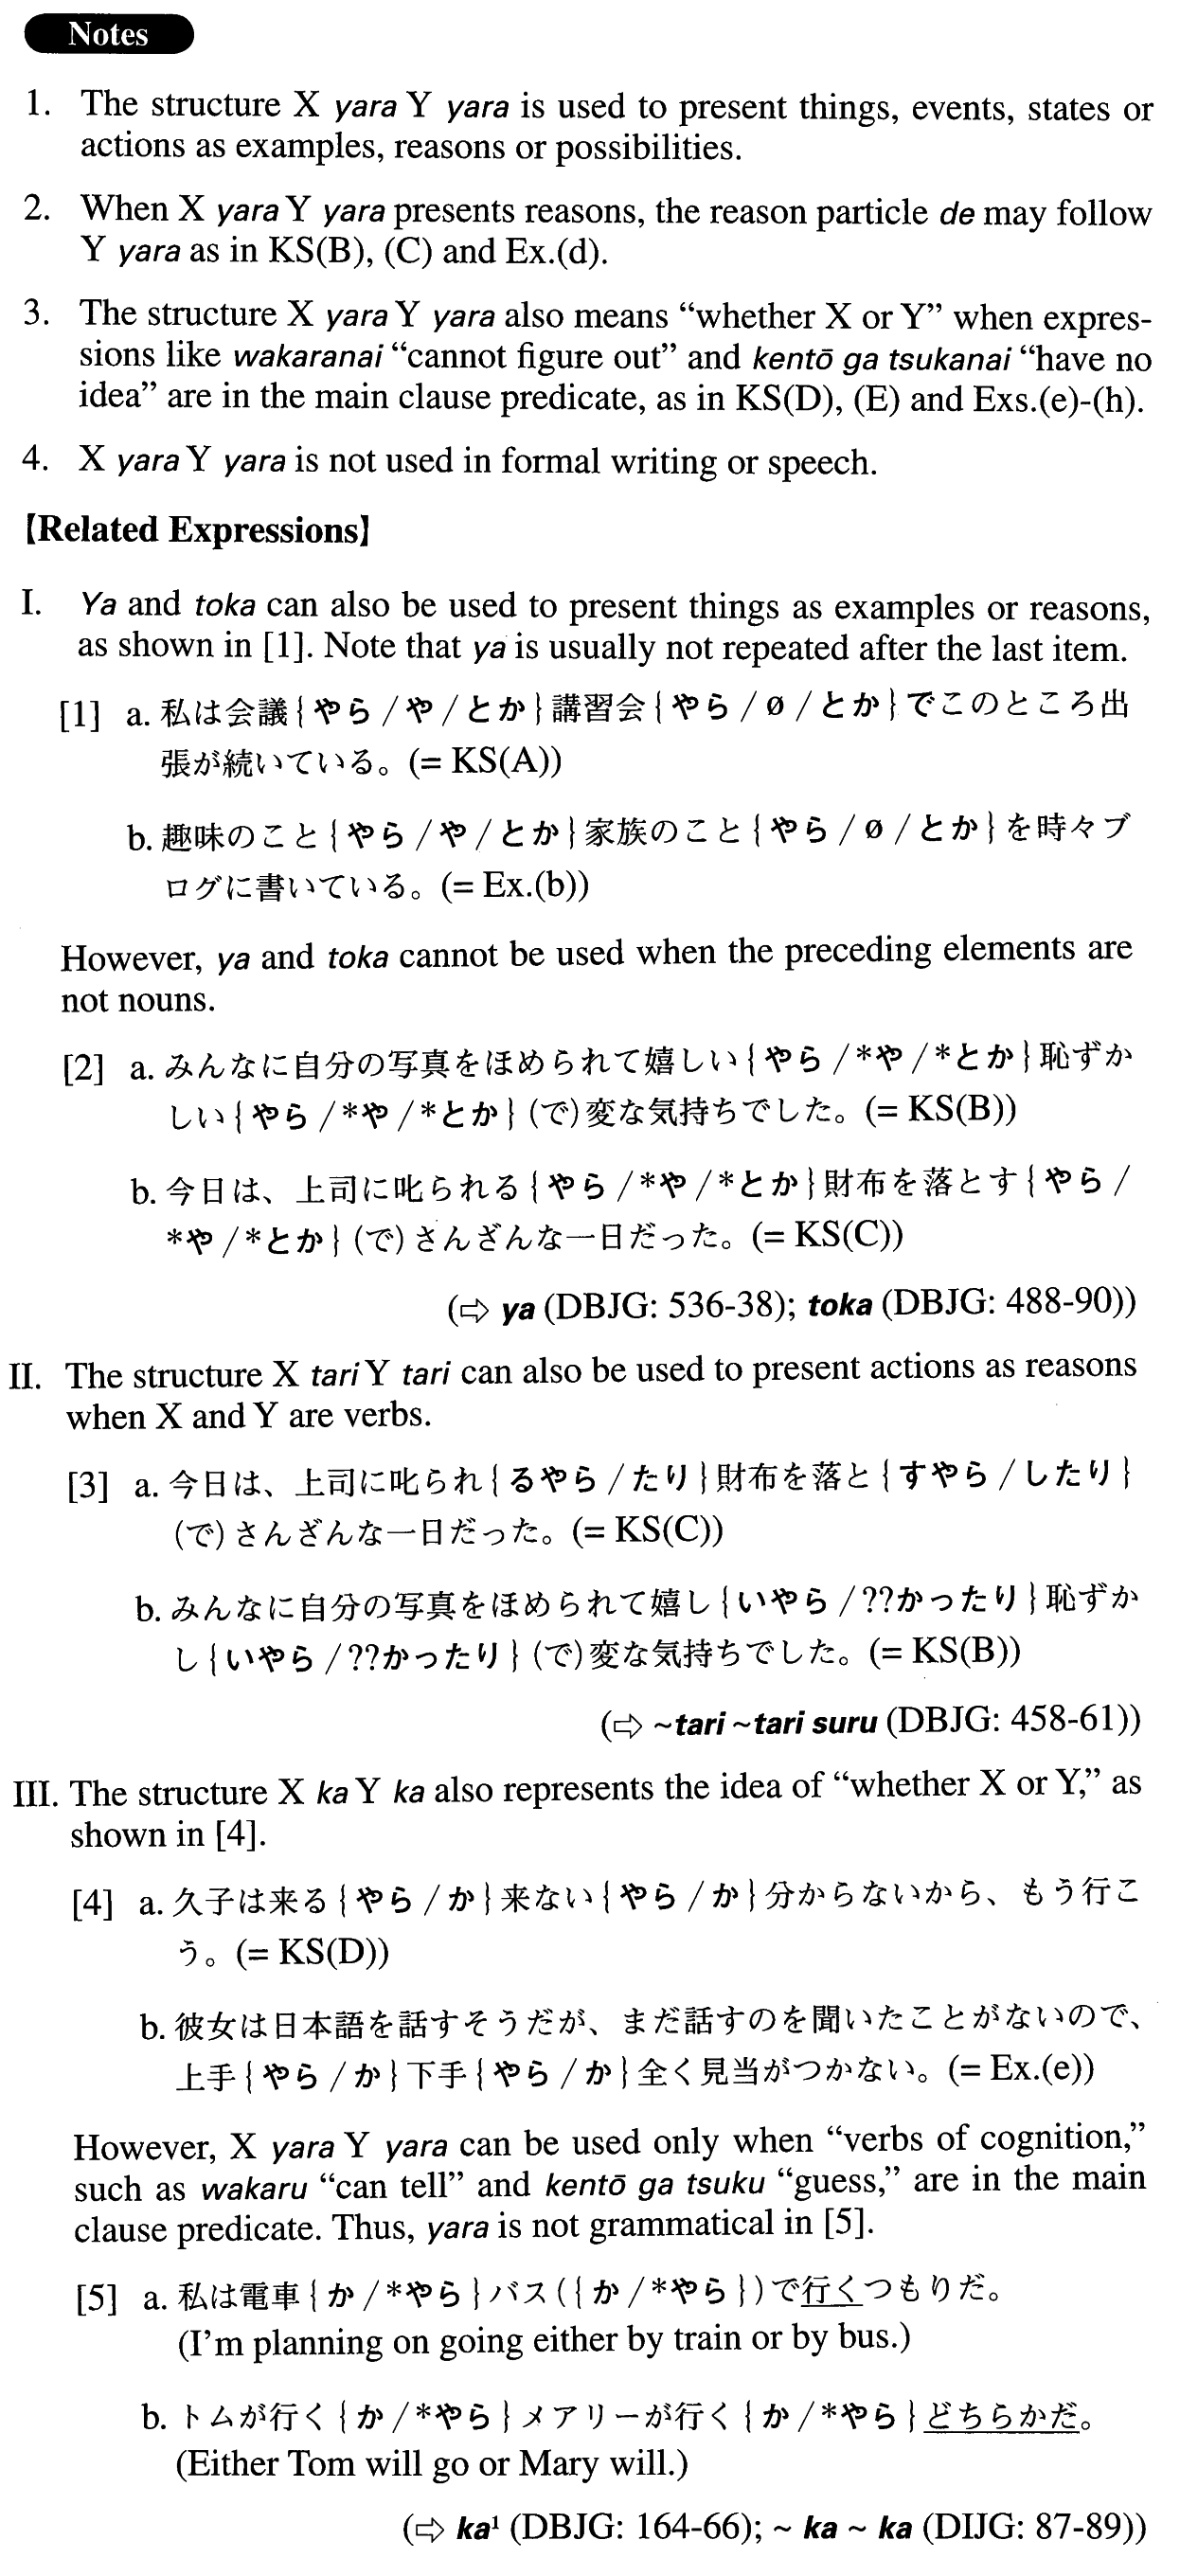 Notes
1. The structure X yara Y yara is used to present things, events, states or
actions as examples, reasons or possibilities.
2. When X yara Y yara presents reasons, the reason particle de may follow
Y yara as in KS(B), (C) and Ex.(d).
3. The structure X yara Y yara also means “whether X or Y” when expres-
sions like wakaranai “cannot figure out” and kentō ga tsukanai “have no
idea” are in the main clause predicate, as in KS(D), (E) and Exs.(e)-(h).
4. X yara Y yara is not used in formal writing or speech.
【Related Expressions】
I. Ya and toka can also be used to present things as examples or reasons,
as shown in [1]. Note that ya is usually not repeated after the last item.
[1] a. 私は会議{やら/や/とか}講習会{やら/ø/とか}でこのところ出
張が続いている。(= KS(A))
b. 趣味のこと{やら/や/とか}家族のこと{やら/ø/とか}を時々ブ
ログに書いている。(= Ex.(b))
However, ya and toka cannot be used when the preceding elements are
not nouns.
[2] a. みんなに自分の写真をほめられて嬉しい{やら/*や/*とか}恥ずか
しい{やら/*や/*とか}(で)変な気持ちでした。(= KS(B))
b. 今日は、上司に叱られる{やら/*や/*とか}財布を落とす{やら/
*や/*とか}(で)さんざんな一日だった。(= KS(C))
(⇨ ya (DBJG: 536-38); toka (DBJG: 488-90))
II. The structure X tari Y tari can also be used to present actions as reasons
when X and Y are verbs.
[3] a. 今日は、上司に叱られ{るやら/たり}財布を落と{すやら/したり}
(で)さんざんな一日だった。(= KS(C))
b. みんなに自分の写真をほめられて嬉し{いやら/??かったり}恥ずか
し{いやら/??かったり}(で)変な気持ちでした。(= KS(B))
(⇨ ~tari ~tari suru (DBJG: 458-61))
III. The structure X ka Y ka also represents the idea of “whether X or Y,” as
shown in [4].
[4] a. 久子は来る{やら/か}来ない{やら/か}分からないから、もう行こ
う。(= KS(D))
b. 彼女は日本語を話すそうだが、まだ話すのを聞いたことがないので、
上手{やら/か}下手{やら/か}全く見当がつかない。(= Ex.(e))
However, X yara Y yara can be used only when “verbs of cognition,”
such as wakaru “can tell” and kentō ga tsuku “guess,” are in the main
clause predicate. Thus, yara is not grammatical in [5].
[5] a. 私は電車{か/*やら}バス({か/*やら})で行くつもりだ。
(I’m planning on going either by train or by bus.)
b. トムが行く{か/*やら}メアリーが行く{か/*やら}どちらかだ。
(Either Tom will go or Mary will.)
(⇨ ka¹ (DBJG: 164-66); ~ ka ~ ka (DIJG: 87-89))